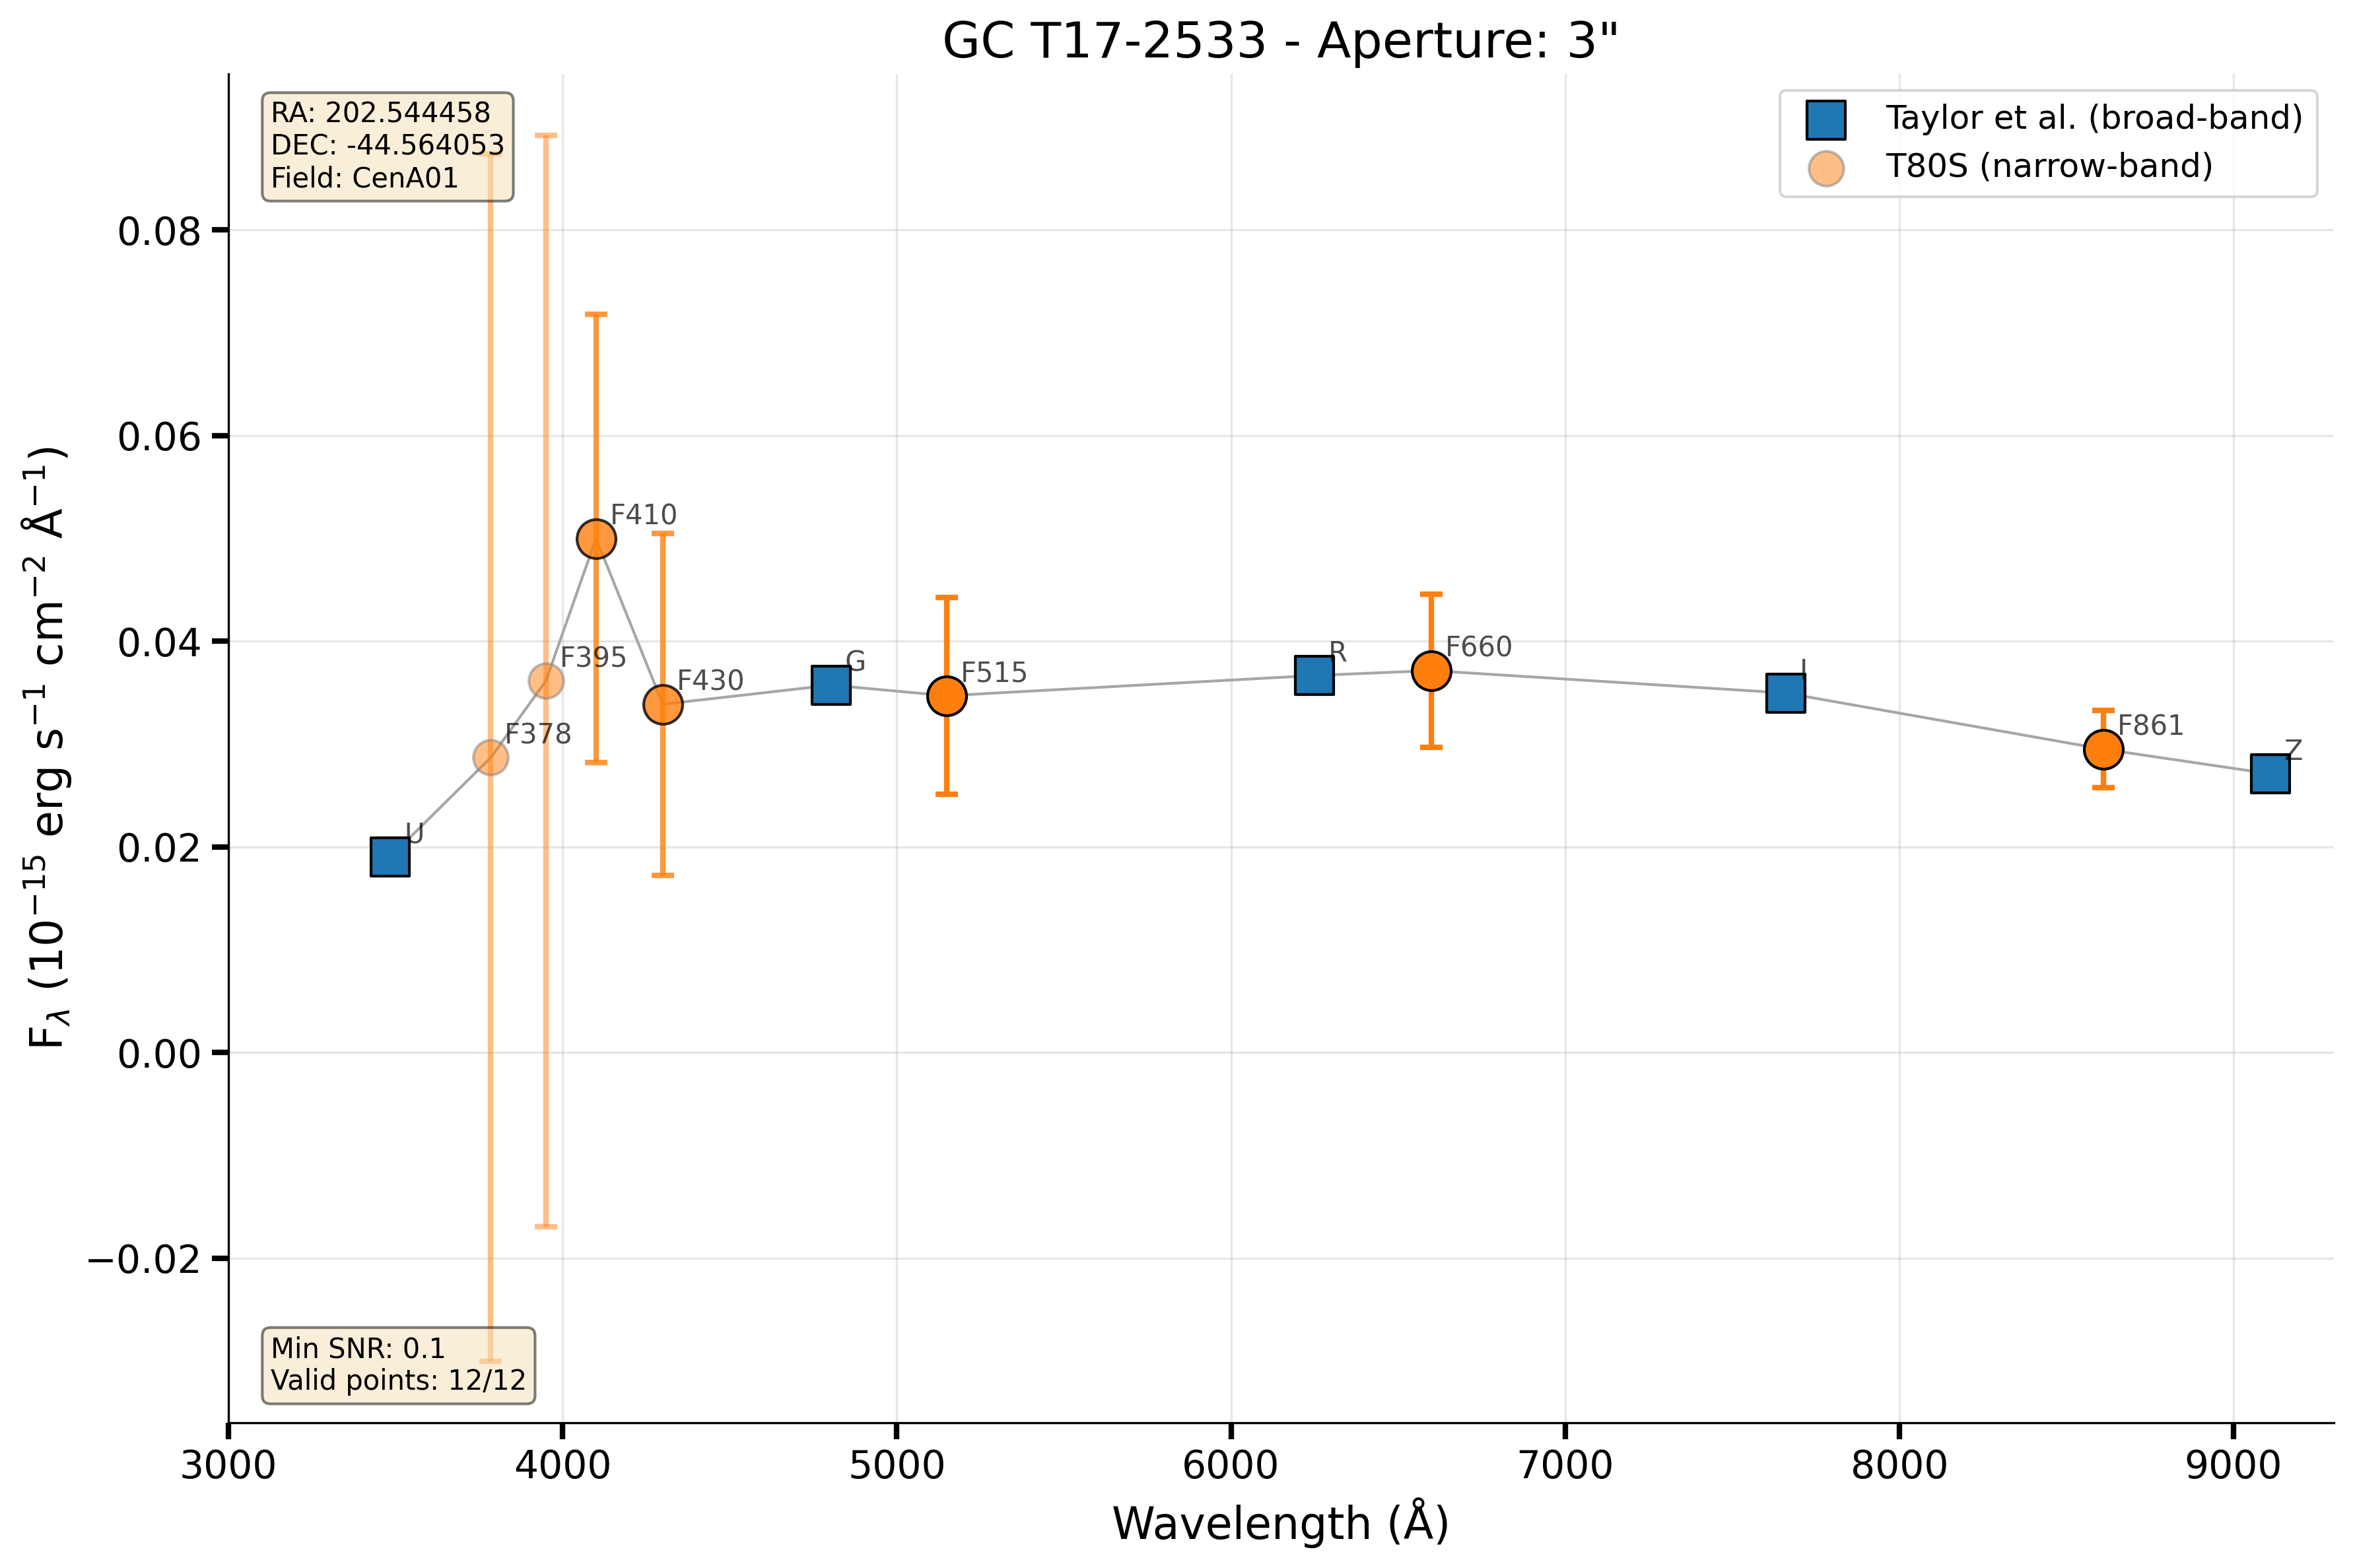 GC T17-2533 - Aperture: 3"
RA: 202.544458
DEC: -44.564053
Field: CenA01
Taylor et al. (broad-band)
T80S (narrow-band)
0.08
0.06
0.04
0.02
0.00
−0.02
F$_{λ}$ (10$^{−15}$ erg s$^{−1}$ cm$^{−2}$ Å$^{−1}$)
U
F378
F395
F410
F430
G
F515
R
F660
I
F861
Z
Min SNR: 0.1
Valid points: 12/12
3000 4000 5000 6000 7000 8000 9000
Wavelength (Å)